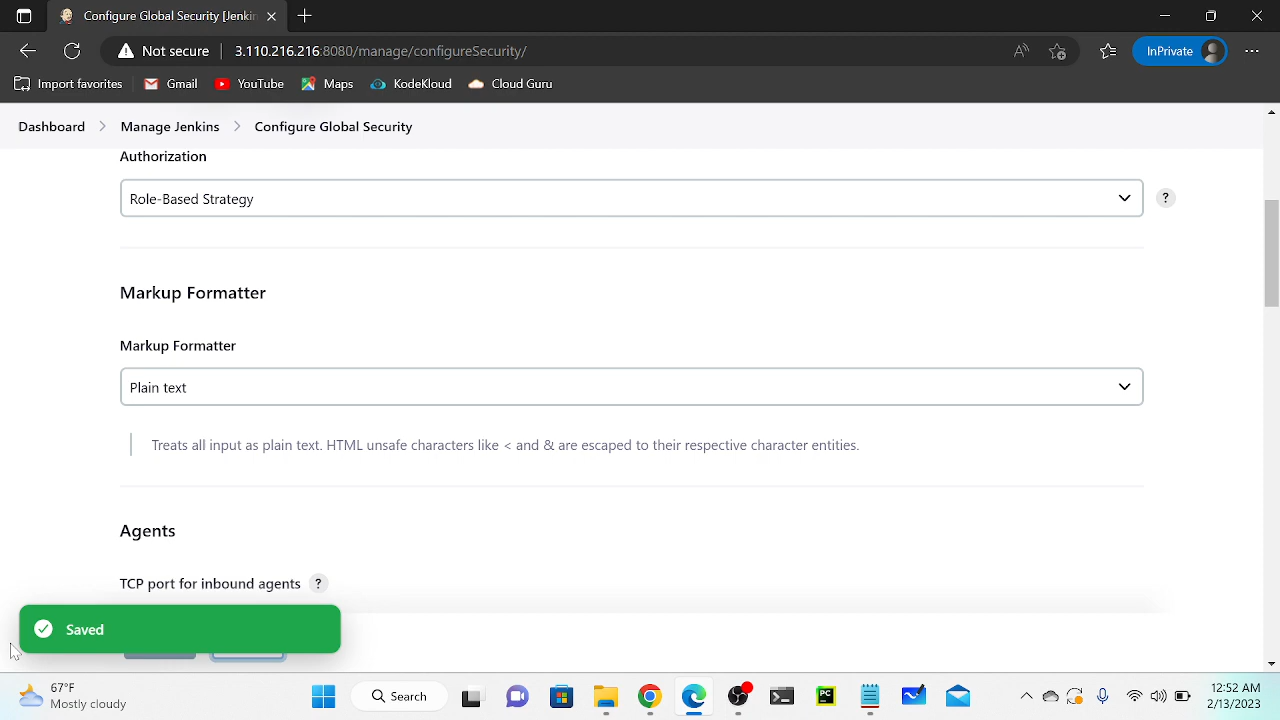 Configure Global Security [Jenkin
Not secure
3.110.216.216:8080/manage/configureSecurity/
InPrivate
Import favorites
Gmail
YouTube
Maps
KodeKloud
Cloud Guru
Dashboard
Manage Jenkins
Configure Global Security
Authorization
Role-Based Strategy
?
Markup Formatter
Markup Formatter
Plain text
Treats all input as plain text. HTML unsafe characters like < and & are escaped to their respective character entities.
Agents
TCP port for inbound agents
?
Saved
67°F
Mostly cloudy
Search
PC
12:52 AM
2/13/2023